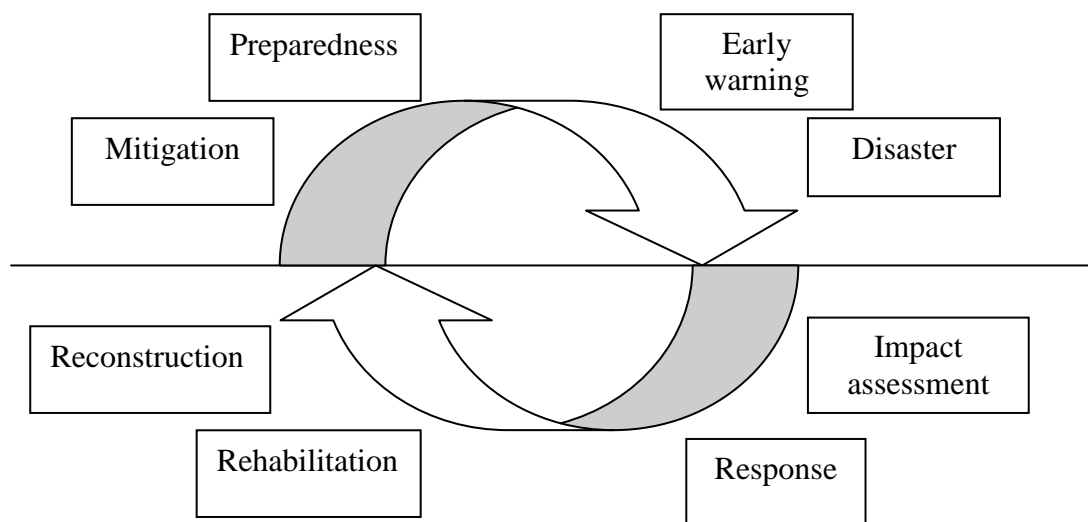 Preparedness
Early
warning
Mitigation
Disaster
Reconstruction
Impact
assessment
Rehabilitation
Response